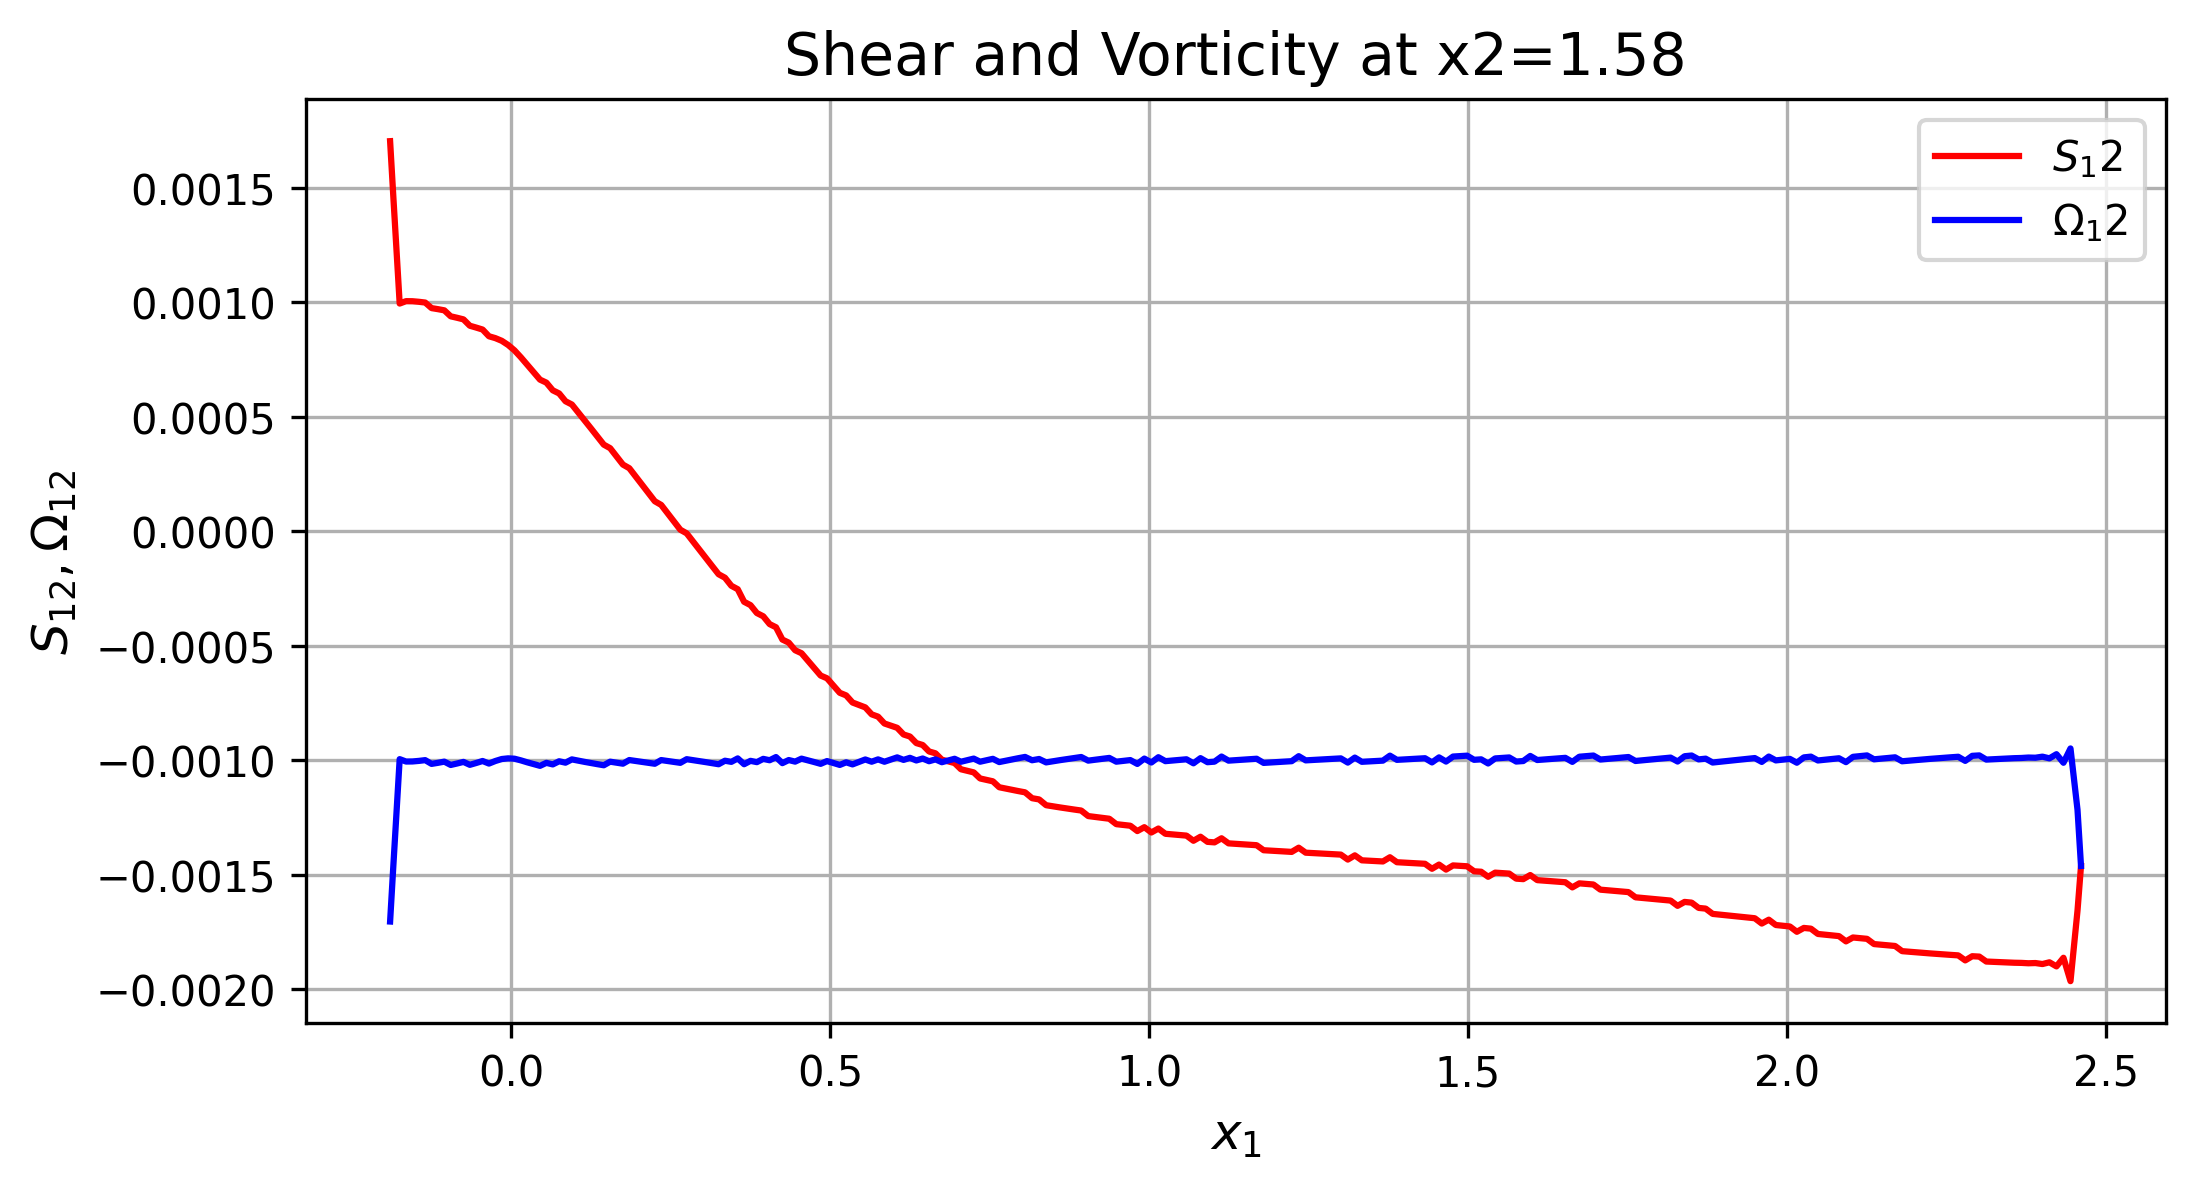 Shear and Vorticity at x2=1.58
S₁2
Ω₁2
S₁₂, Ω₁₂
0.0015
0.0010
0.0005
0.0000
−0.0005
−0.0010
−0.0015
−0.0020
0.0 0.5 1.0 1.5 2.0 2.5
x₁